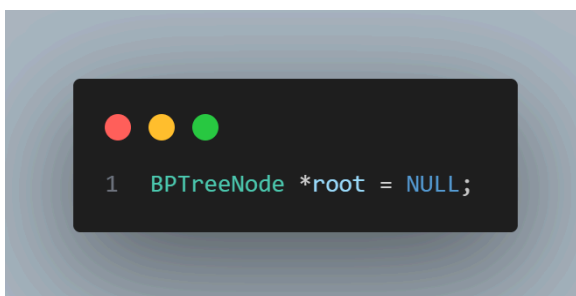 1 BPTreeNode *root = NULL;